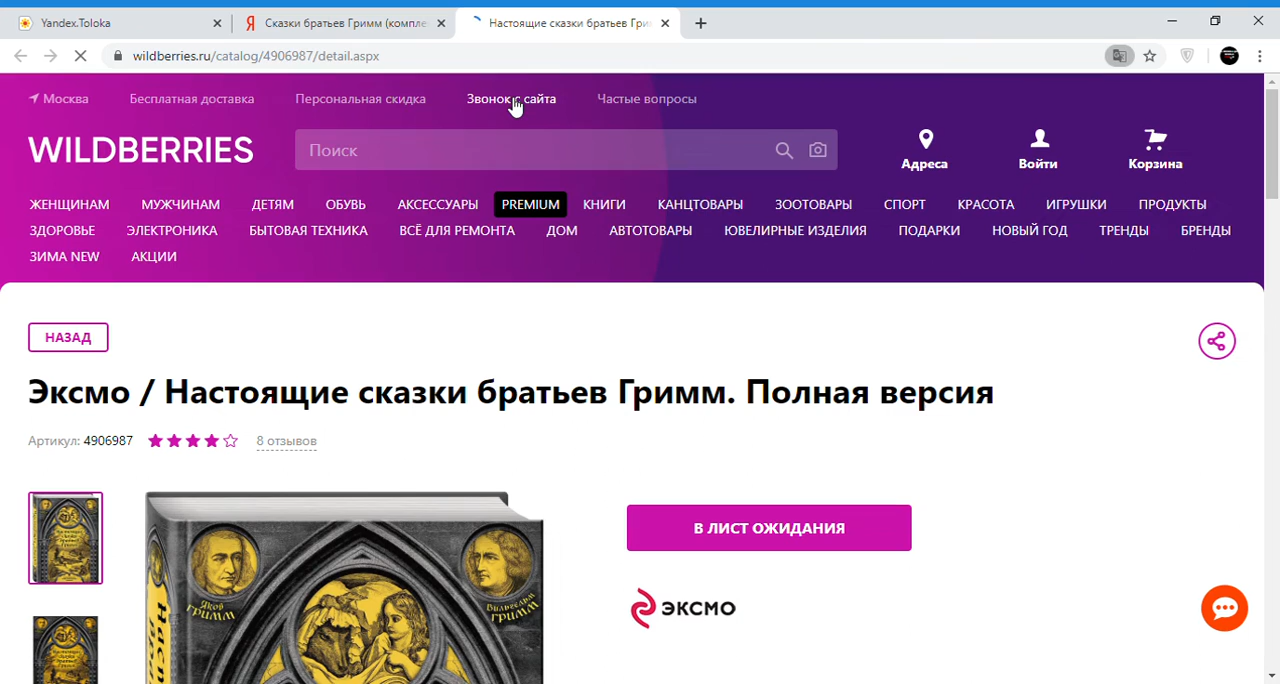 Yandex.Toloka
Сказки братьев Гримм (компле
Настоящие сказки братьев Гри
wildberries.ru/catalog/4906987/detail.aspx
Москва Бесплатная доставка Персональная скидка Звонок с сайта Частые вопросы
WILDBERRIES
Поиск
Адреса Войти Корзина
ЖЕНЩИНАМ МУЖЧИНАМ ДЕТЯМ ОБУВЬ АКСЕССУАРЫ PREMIUM КНИГИ КАНЦТОВАРЫ ЗООТОВАРЫ СПОРТ КРАСОТА ИГРУШКИ ПРОДУКТЫ
ЗДОРОВЬЕ ЭЛЕКТРОНИКА БЫТОВАЯ ТЕХНИКА ВСЁ ДЛЯ РЕМОНТА ДОМ АВТОТОВАРЫ ЮВЕЛИРНЫЕ ИЗДЕЛИЯ ПОДАРКИ НОВЫЙ ГОД ТРЕНДЫ БРЕНДЫ
ЗИМА NEW АКЦИИ
НАЗАД
Эксмо / Настоящие сказки братьев Гримм. Полная версия
Артикул: 4906987 8 отзывов
В ЛИСТ ОЖИДАНИЯ
ЭКСМО
Яков
Гримм
Вильгельм
Гримм